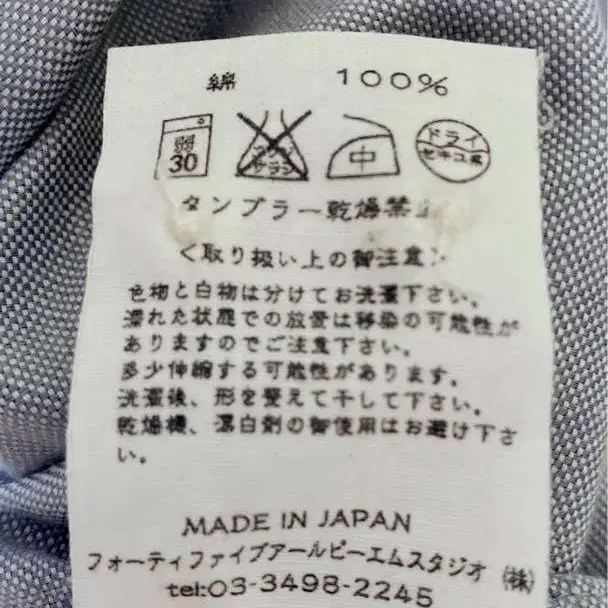 綿 100%
弱
30
エンソ
サラシ
中
ドライ
セキユ系
タンブラー乾燥禁止
〈取り扱い上の御注意〉
色物と白物は分けてお洗濯下さい。
濡れた状態での放置は移染の可能性が
ありますのでご注意下さい。
多少伸縮する可能性があります。
洗濯後、形を整えて干して下さい。
乾燥機、漂白剤の御使用はお避け下さ
い。
MADE IN JAPAN
フォーティファイブアールピーエムスタジオ㈱
tel:03-3498-2245